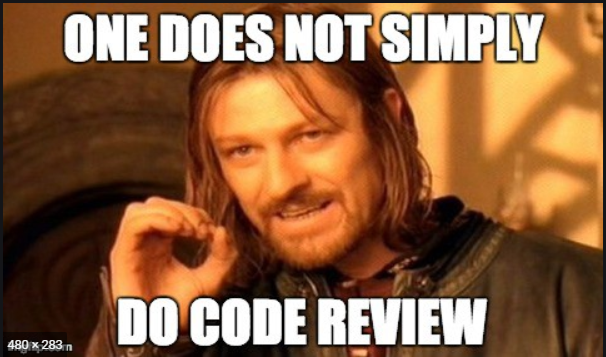 ONE DOES NOT SIMPLY
DO CODE REVIEW
480 × 283